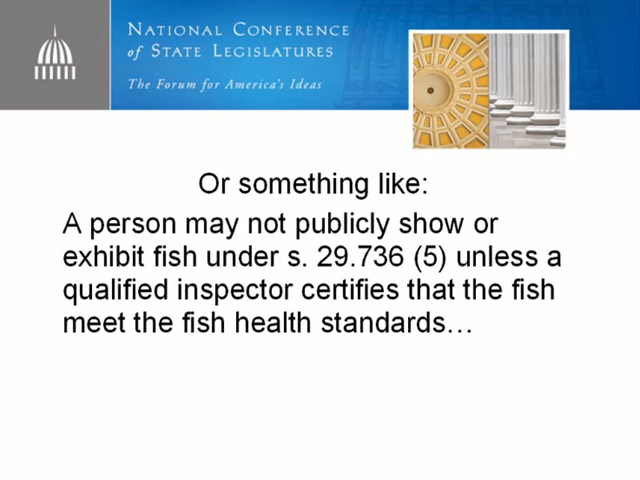 NATIONAL CONFERENCE
of STATE LEGISLATURES
The Forum for America's Ideas
Or something like:
A person may not publicly show or
exhibit fish under s. 29.736 (5) unless a
qualified inspector certifies that the fish
meet the fish health standards…